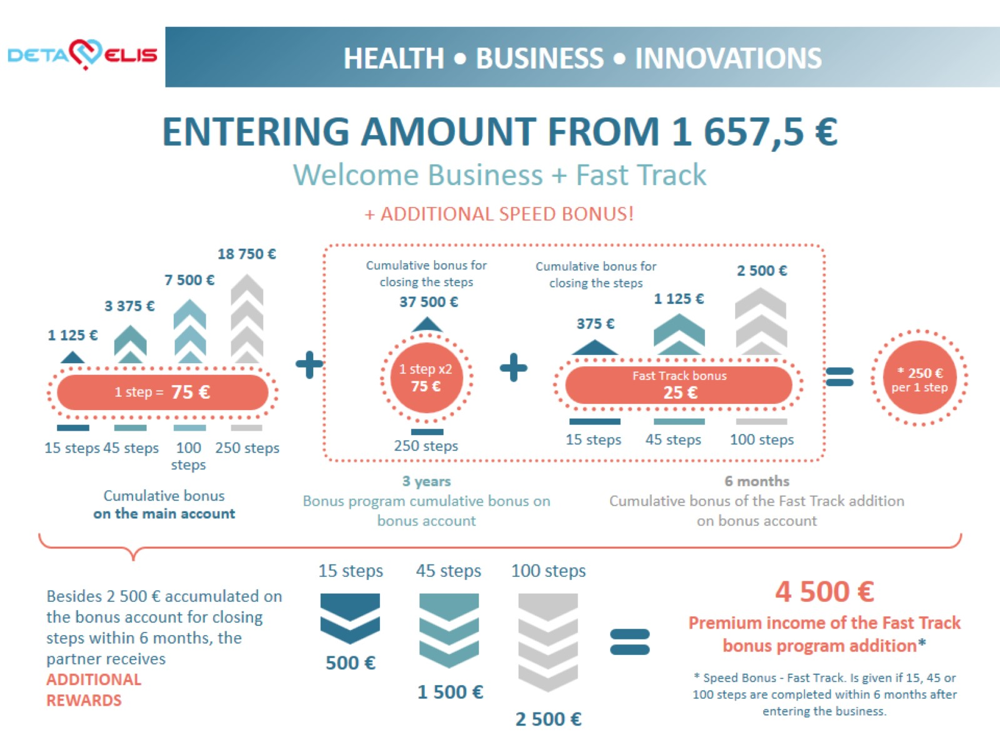 DETA ELIS
HEALTH • BUSINESS • INNOVATIONS
ENTERING AMOUNT FROM 1 657,5 €
Welcome Business + Fast Track
+ ADDITIONAL SPEED BONUS!
1 125 €
3 375 €
7 500 €
18 750 €
1 step = 75 €
15 steps
45 steps
100
steps
250 steps
Cumulative bonus
on the main account
+
Cumulative bonus for
closing the steps
37 500 €
1 step x2
75 €
250 steps
3 years
Bonus program cumulative bonus on
bonus account
+
Cumulative bonus for
closing the steps
375 €
1 125 €
2 500 €
Fast Track bonus
25 €
15 steps
45 steps
100 steps
6 months
Cumulative bonus of the Fast Track addition
on bonus account
=
* 250 €
per 1 step
Besides 2 500 € accumulated on
the bonus account for closing
steps within 6 months, the
partner receives
ADDITIONAL
REWARDS
15 steps
500 €
45 steps
1 500 €
100 steps
2 500 €
=
4 500 €
Premium income of the Fast Track
bonus program addition*
* Speed Bonus - Fast Track. Is given if 15, 45 or
100 steps are completed within 6 months after
entering the business.